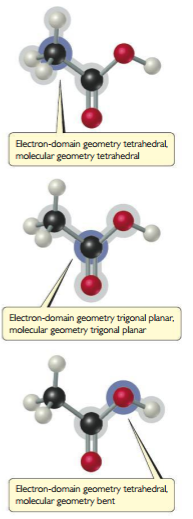 Electron-domain geometry tetrahedral,
molecular geometry tetrahedral
Electron-domain geometry trigonal planar,
molecular geometry trigonal planar
Electron-domain geometry tetrahedral,
molecular geometry bent